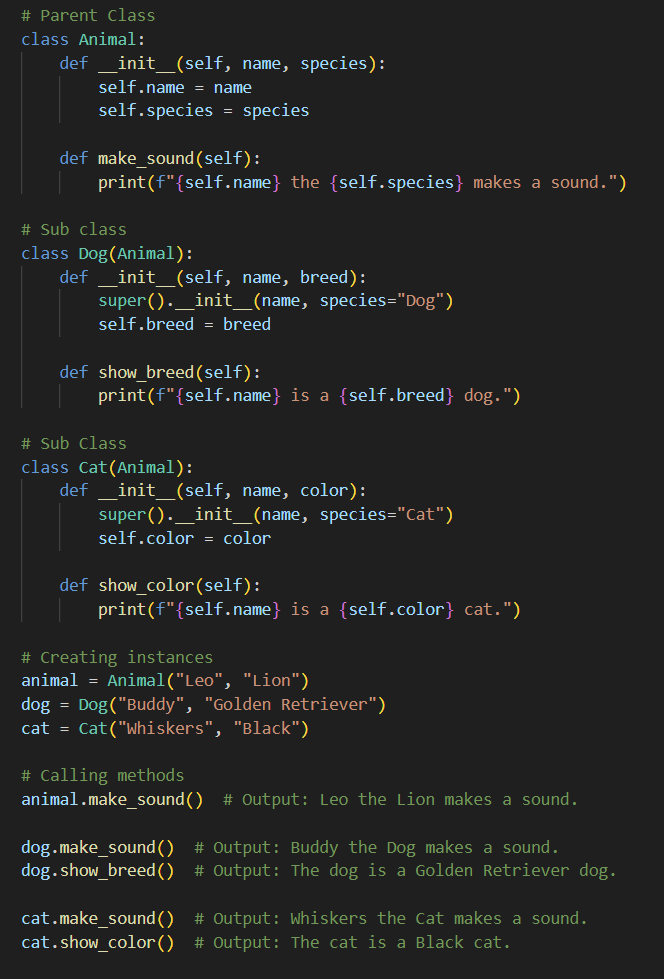 # Parent Class
class Animal:
    def __init__(self, name, species):
        self.name = name
        self.species = species

    def make_sound(self):
        print(f"{self.name} the {self.species} makes a sound.")

# Sub class
class Dog(Animal):
    def __init__(self, name, breed):
        super().__init__(name, species="Dog")
        self.breed = breed

    def show_breed(self):
        print(f"{self.name} is a {self.breed} dog.")

# Sub Class
class Cat(Animal):
    def __init__(self, name, color):
        super().__init__(name, species="Cat")
        self.color = color

    def show_color(self):
        print(f"{self.name} is a {self.color} cat.")

# Creating instances
animal = Animal("Leo", "Lion")
dog = Dog("Buddy", "Golden Retriever")
cat = Cat("Whiskers", "Black")

# Calling methods
animal.make_sound()  # Output: Leo the Lion makes a sound.

dog.make_sound()  # Output: Buddy the Dog makes a sound.
dog.show_breed()  # Output: The dog is a Golden Retriever dog.

cat.make_sound()  # Output: Whiskers the Cat makes a sound.
cat.show_color()  # Output: The cat is a Black cat.